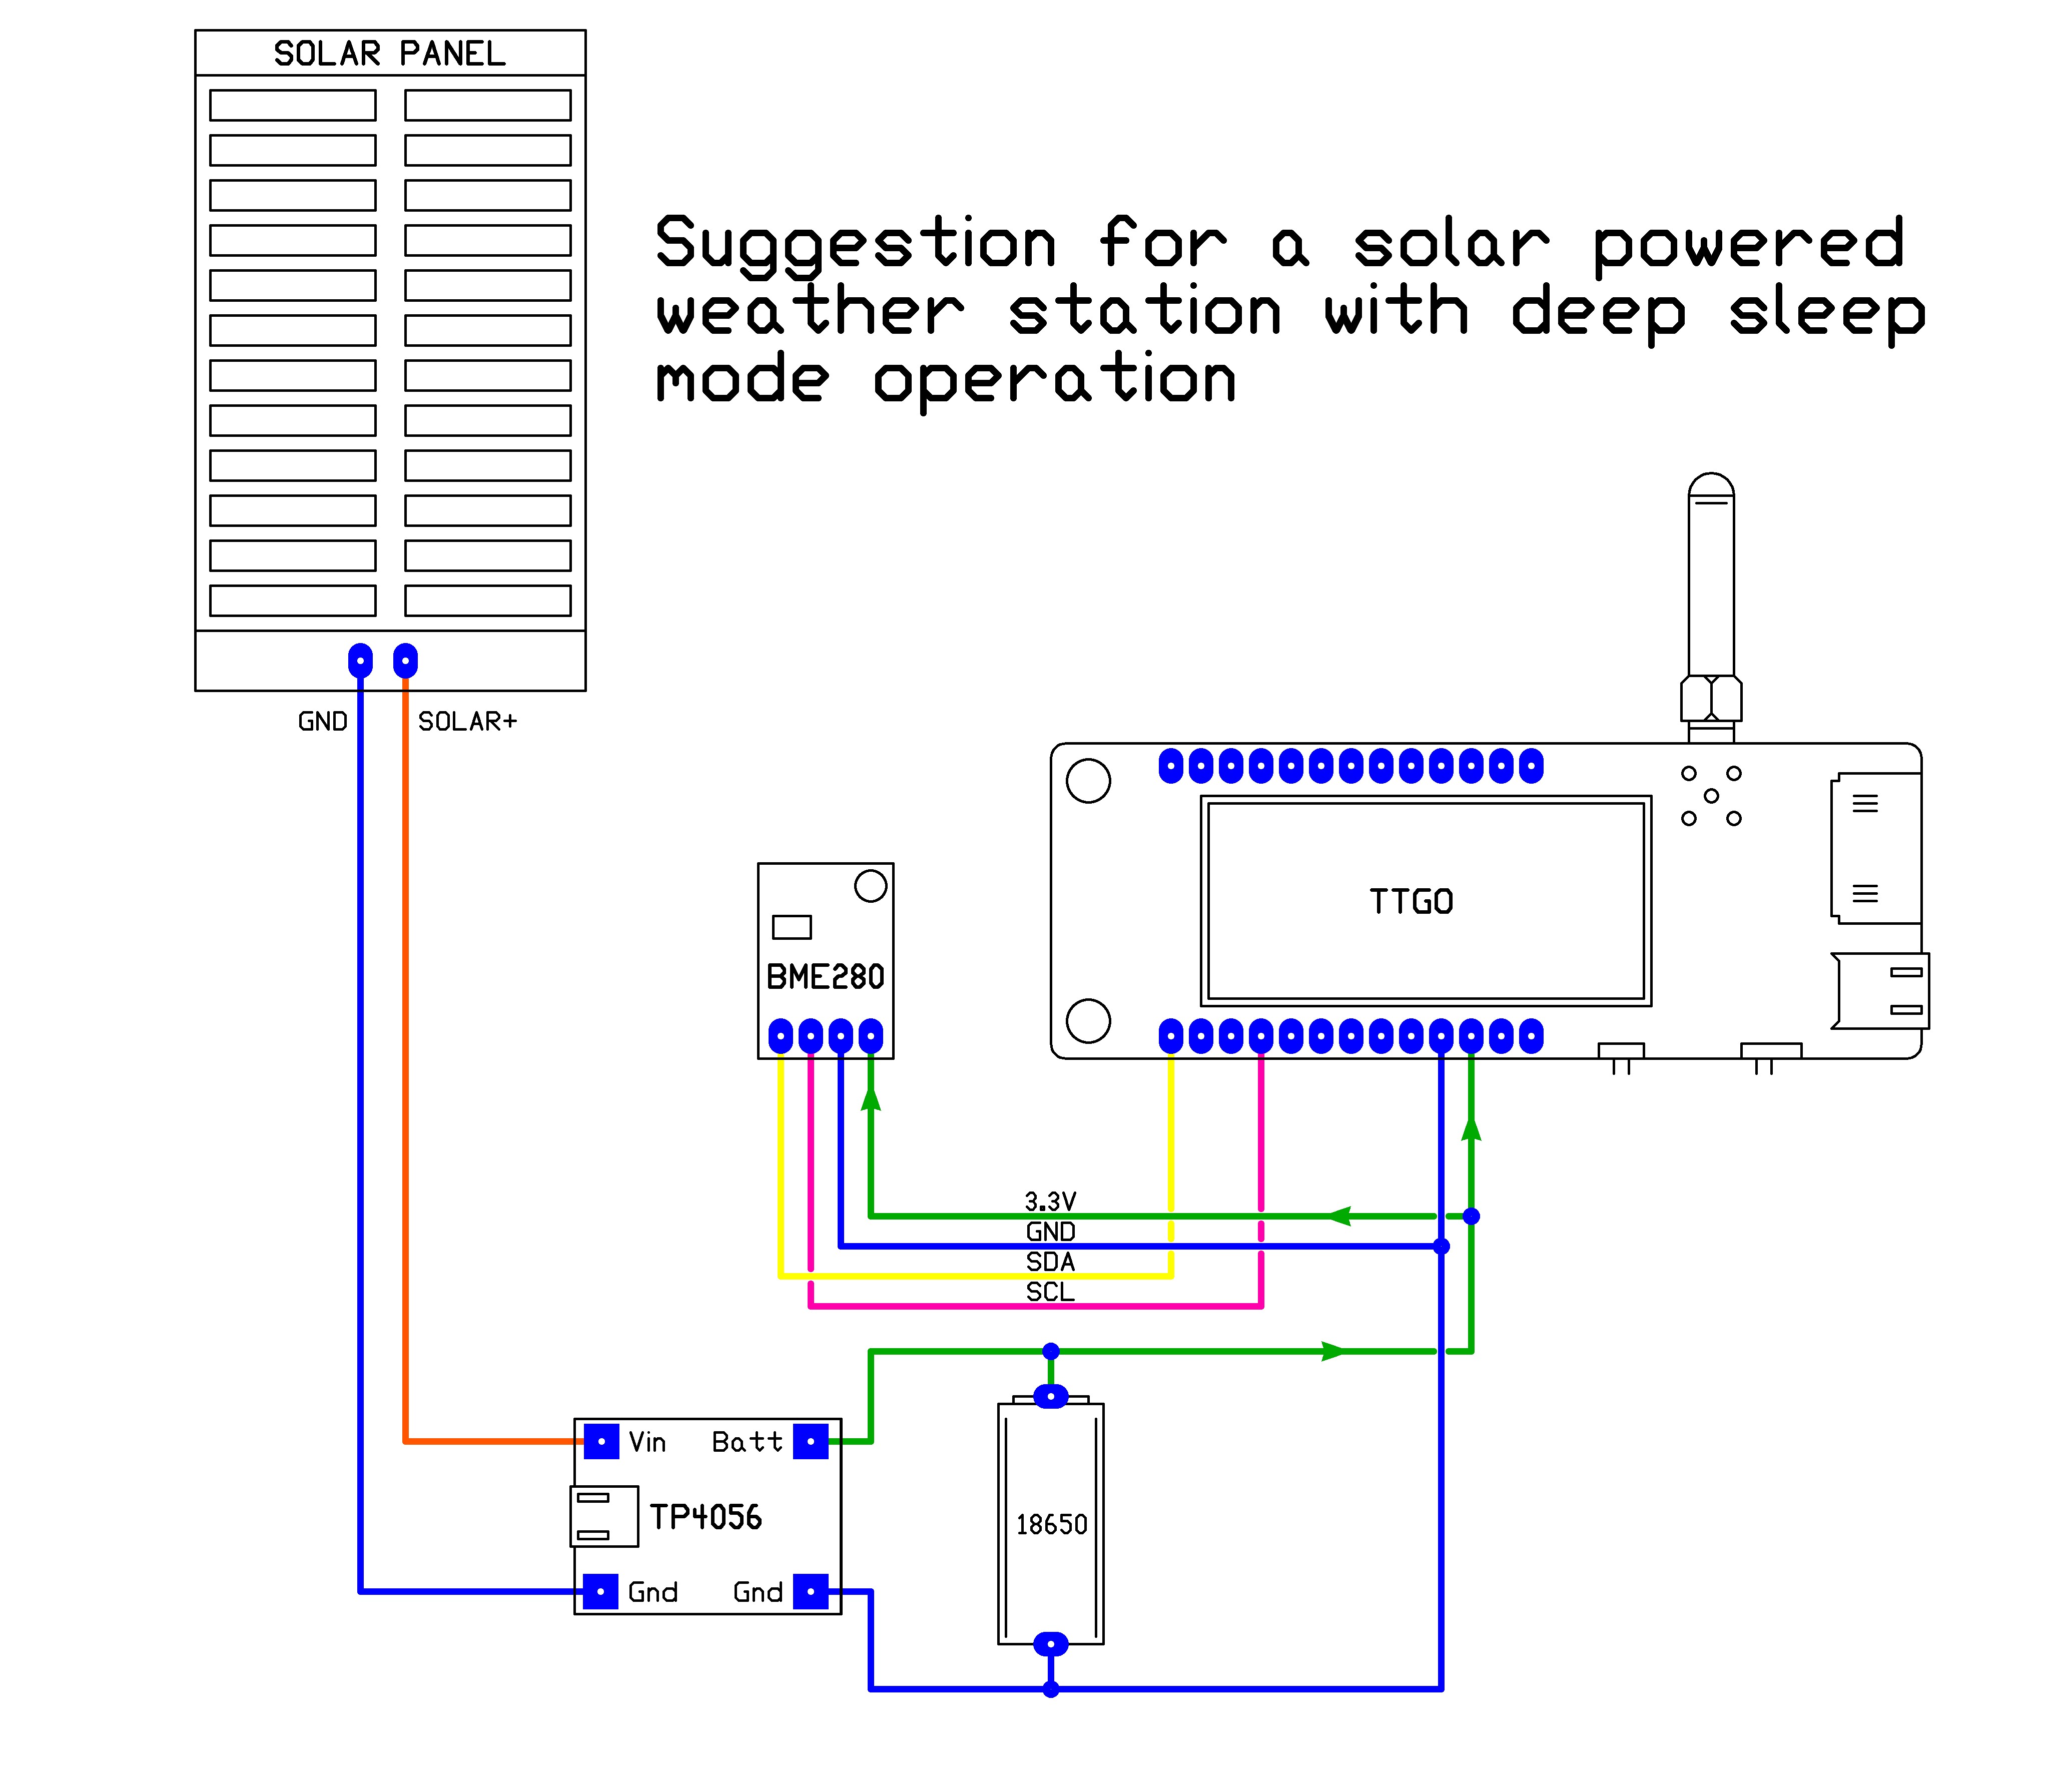 SOLAR PANEL
Suggestion for a solar powered
weather station with deep sleep
mode operation
GND SOLAR+
TTGO
BME280
3.3V
GND
SDA
SCL
Vin Batt
TP4056
18650
Gnd Gnd